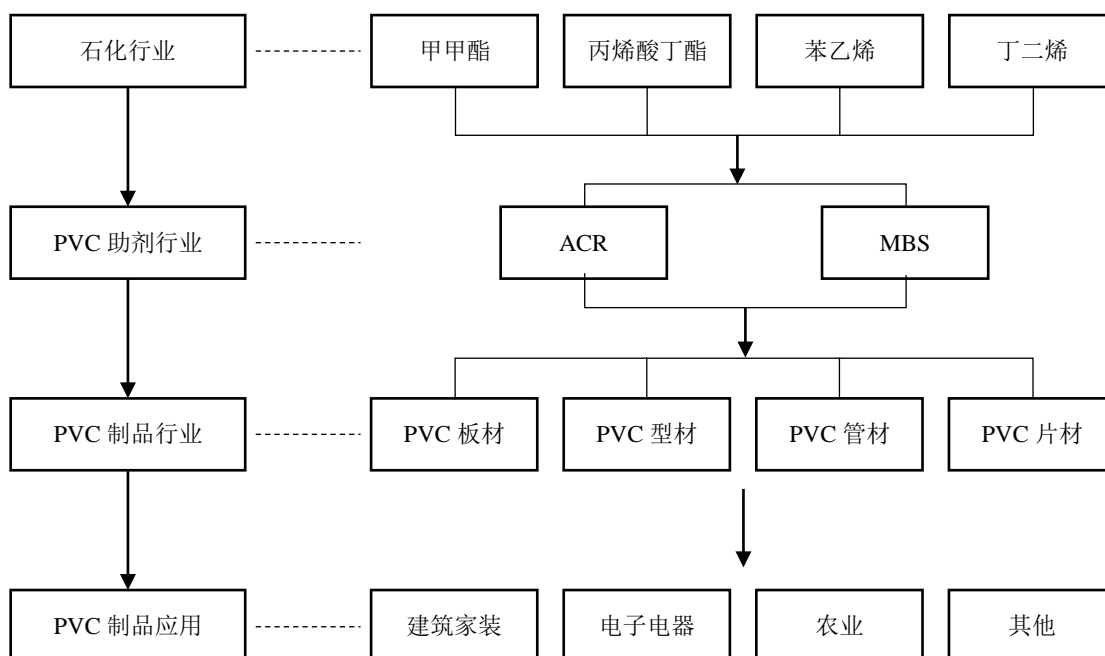 石化行业
甲甲酯
丙烯酸丁酯
苯乙烯
丁二烯
PVC 助剂行业
ACR
MBS
PVC 制品行业
PVC 板材
PVC 型材
PVC 管材
PVC 片材
PVC 制品应用
建筑家装
电子电器
农业
其他